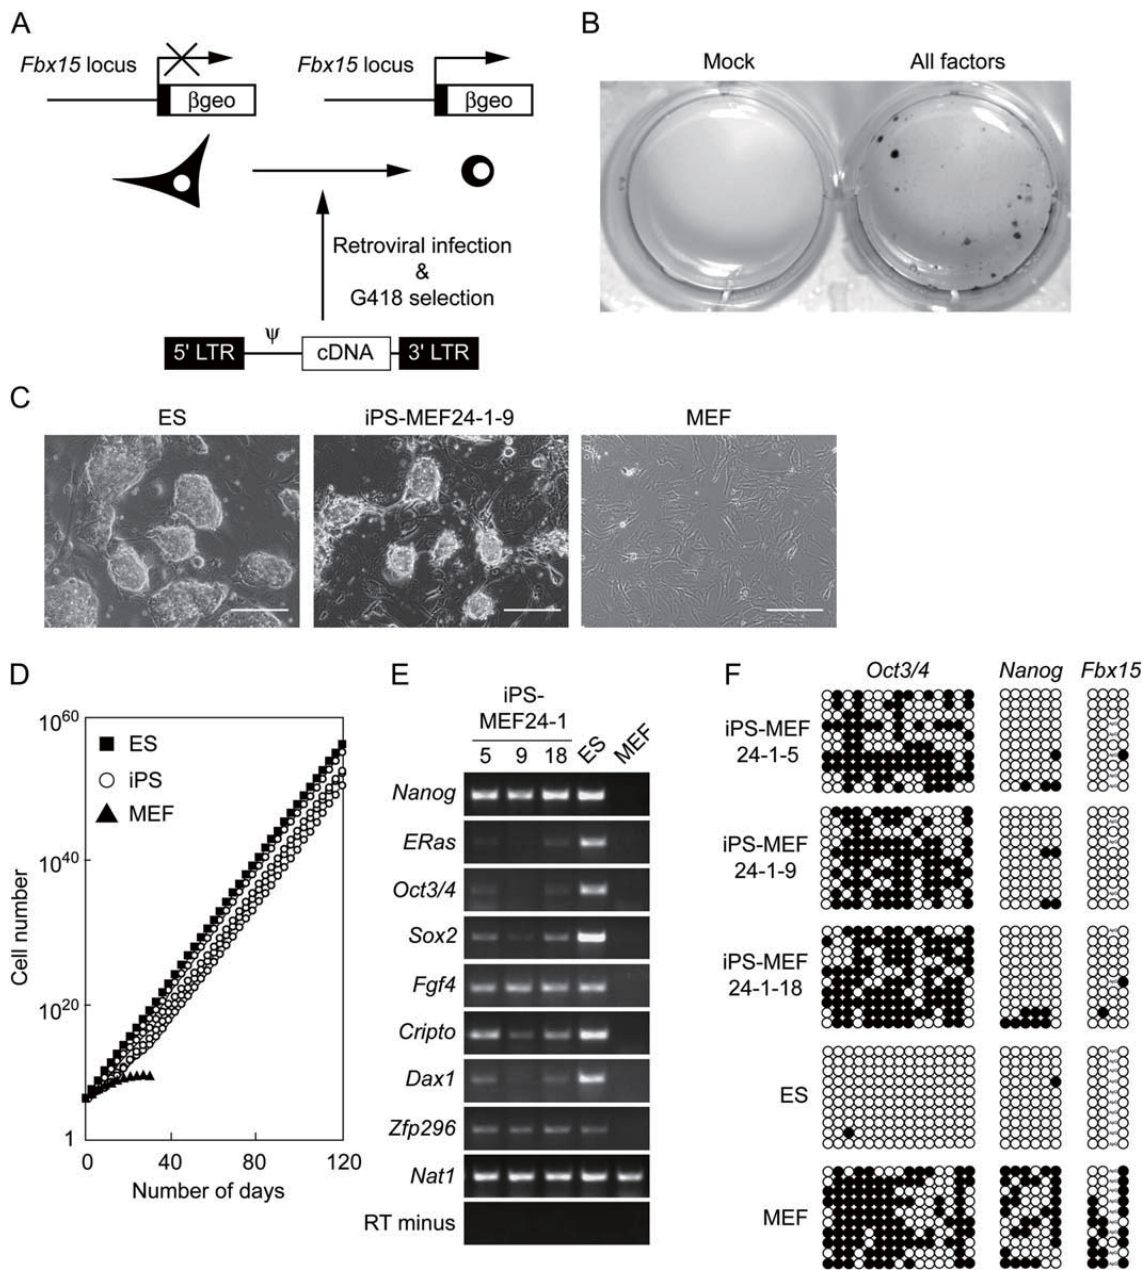 A
Fbx15 locus
βgeo
Fbx15 locus
βgeo
Retroviral infection
&
G418 selection
5' LTR
ψ
cDNA
3' LTR
B
Mock
All factors
C
ES
iPS-MEF24-1-9
MEF
D
10^60
10^40
10^20
1
Cell number
ES
iPS
MEF
0
40
80
120
Number of days
E
iPS-
MEF24-1
5 9 18 ES MEF
Nanog
ERas
Oct3/4
Sox2
Fgf4
Cripto
Dax1
Zfp296
Nat1
RT minus
F
Oct3/4 Nanog Fbx15
iPS-MEF
24-1-5
iPS-MEF
24-1-9
iPS-MEF
24-1-18
ES
MEF